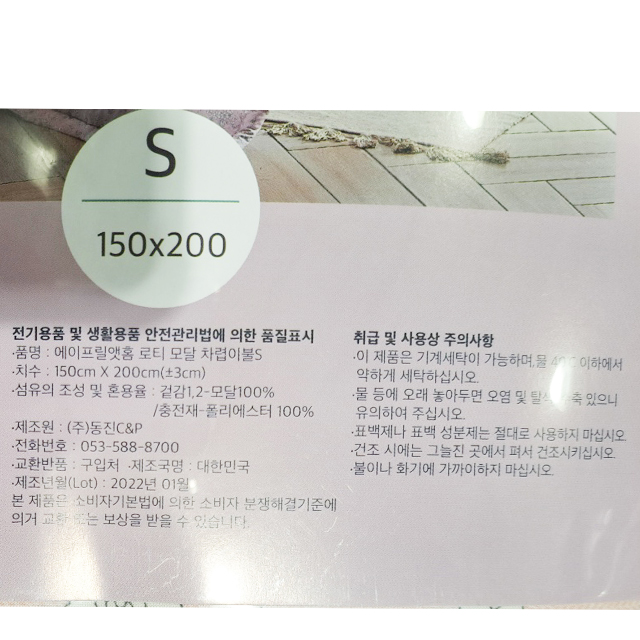 S
150x200
전기용품 및 생활용품 안전관리법에 의한 품질표시
·품명 : 에이프릴앳홈 로티 모달 차렵이불S
·치수 : 150cm X 200cm(±3cm)
·섬유의 조성 및 혼용율 : 겉감1,2-모달100%
/충전재-폴리에스터 100%
·제조원 : (주)동진C&P
·전화번호 : 053-588-8700
·교환반품 : 구입처 ·제조국명 : 대한민국
·제조년월(Lot) : 2022년 01월
본 제품은 소비자기본법에 의한 소비자 분쟁해결기준에
의거 교환 또는 보상을 받을 수 있습니다.
취급 및 사용상 주의사항
·이 제품은 기계세탁이 가능하며,물 이하에서
약하게 세탁하십시오.
·물 등에 오래 놓아두면 오염 및 있으니
유의하여 주십시오.
·표백제나 표백 성분제는 절대로 사용하지 마십시오.
·건조 시에는 그늘진 곳에서 펴서 건조시키십시오.
·불이나 화기에 가까이하지 마십시오.